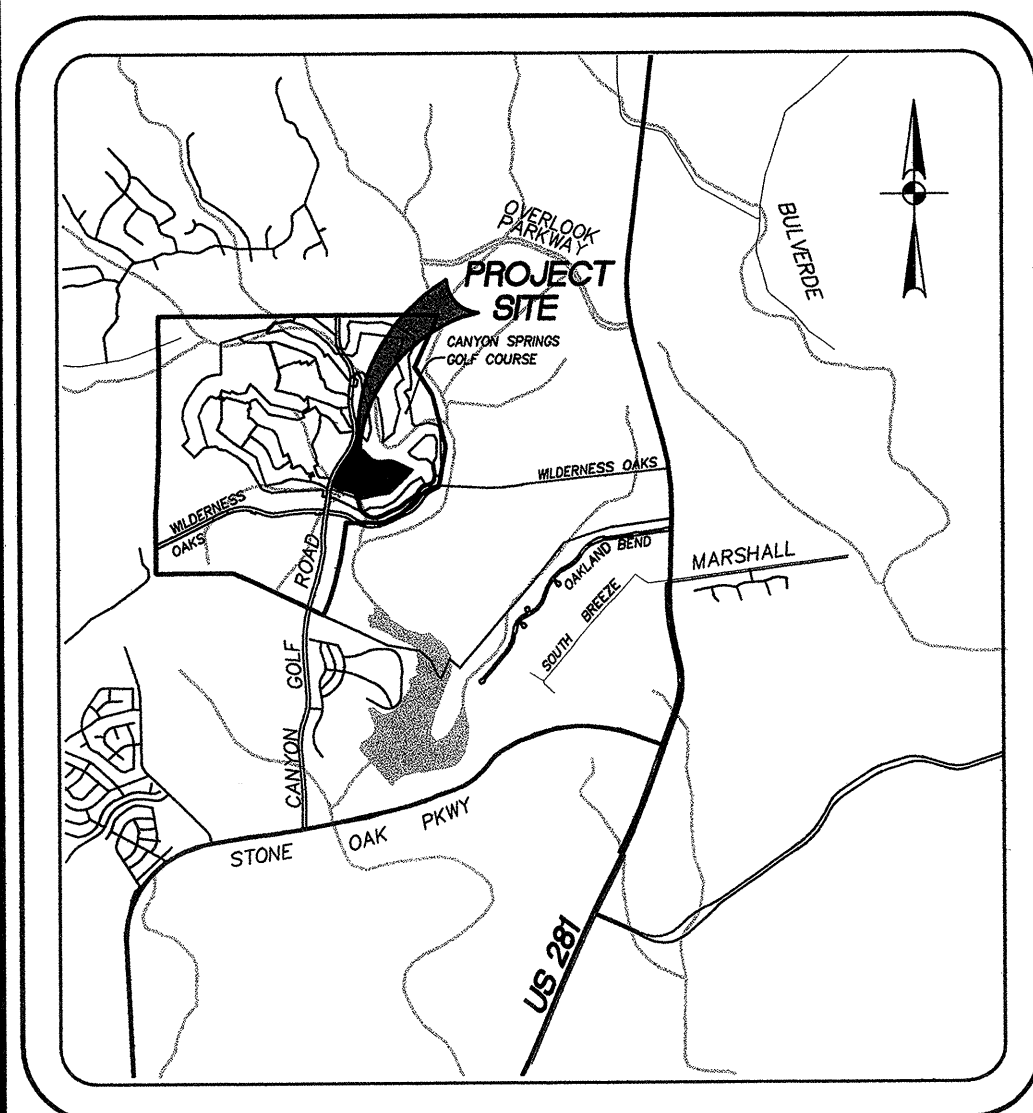 OVERLOOK
PARKWAY
BULVERDE
PROJECT
SITE
CANYON SPRINGS
GOLF COURSE
WILDERNESS OAKS
WILDERNESS
OAKS
ROAD
OAKLAND BEND
MARSHALL
SOUTH BREEZE
GOLF
CANYON
STONE OAK PKWY
US 281